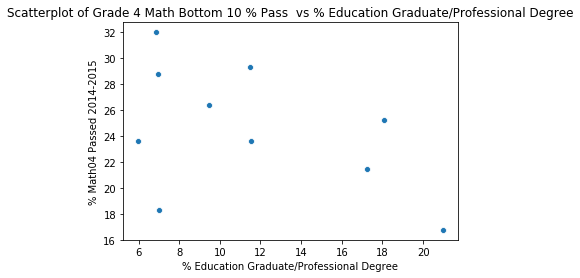 Scatterplot of Grade 4 Math Bottom 10 % Pass  vs % Education Graduate/Professional Degree
32
30
28
26
24
22
20
18
16
% Math04 Passed 2014-2015
6 8 10 12 14 16 18 20
% Education Graduate/Professional Degree